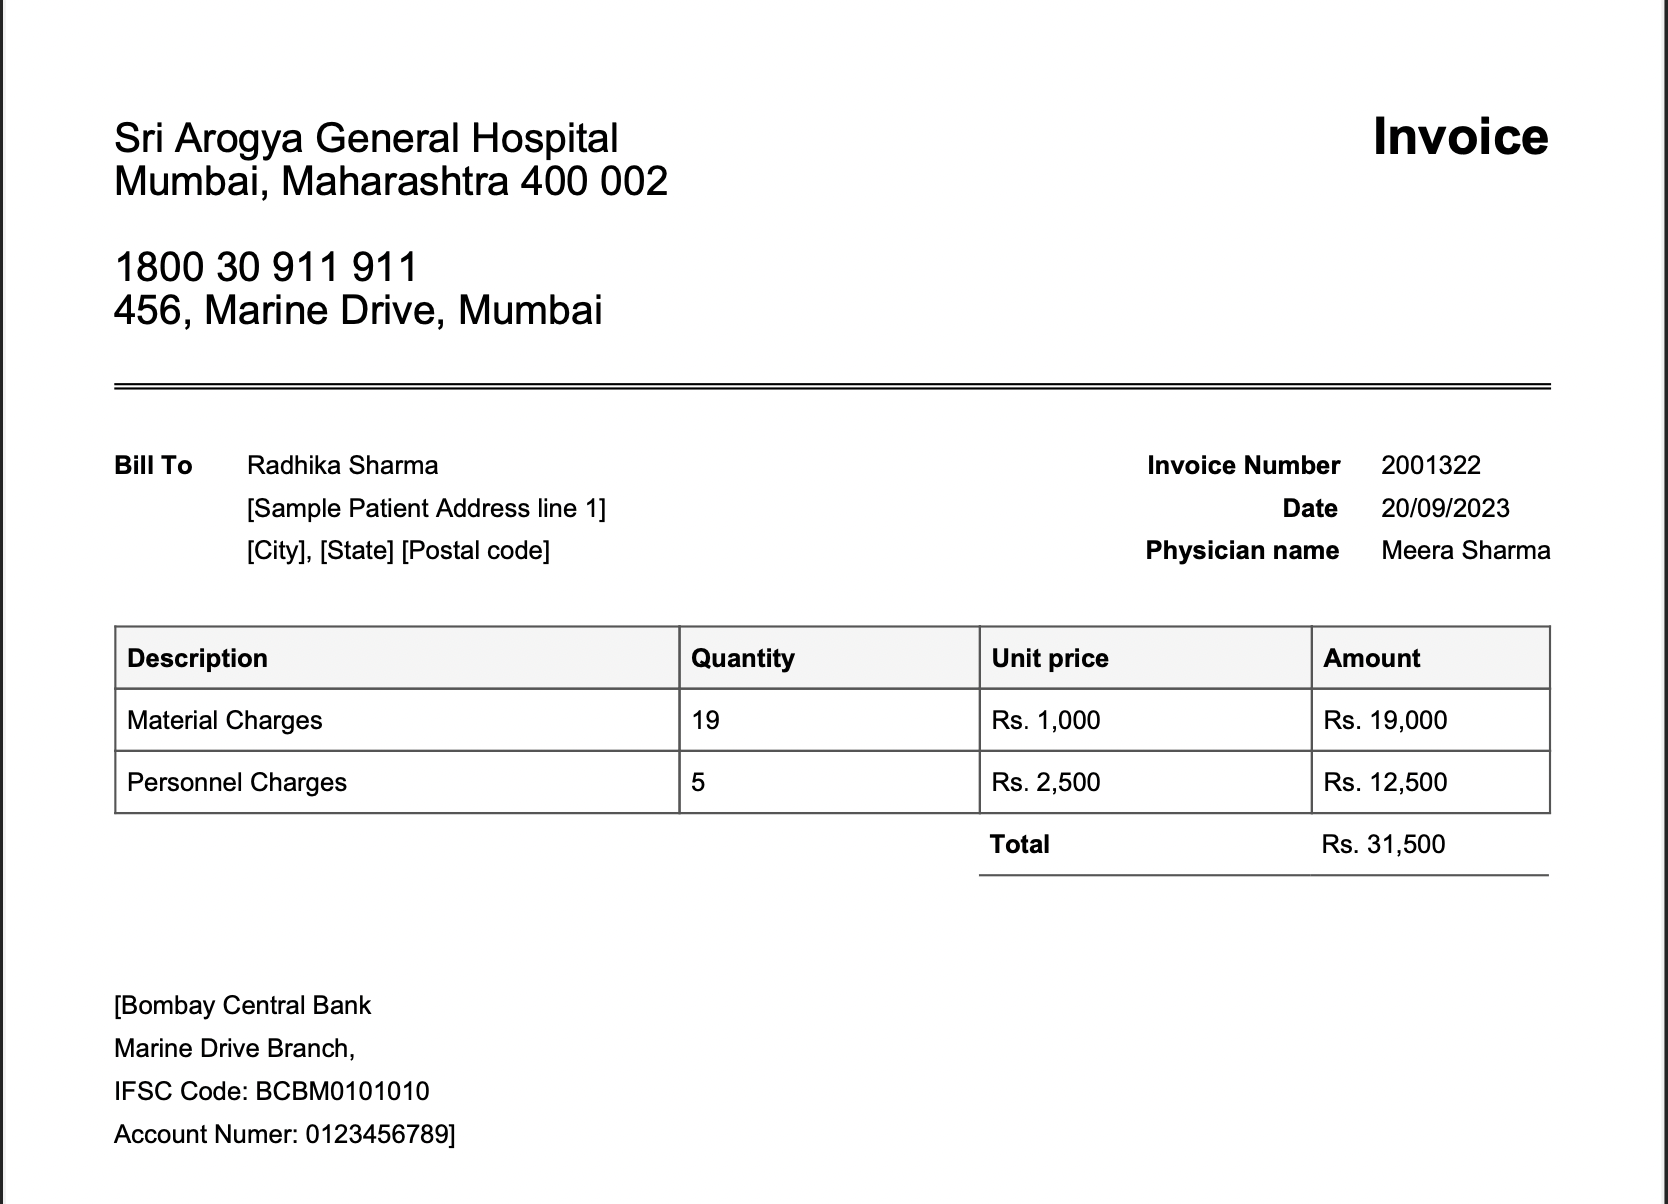 Sri Arogya General Hospital
Mumbai, Maharashtra 400 002
Invoice
1800 30 911 911
456, Marine Drive, Mumbai
Bill To Radhika Sharma
[Sample Patient Address line 1]
[City], [State] [Postal code]
Invoice Number 2001322
Date 20/09/2023
Physician name Meera Sharma
Description Quantity Unit price Amount
Material Charges 19 Rs. 1,000 Rs. 19,000
Personnel Charges 5 Rs. 2,500 Rs. 12,500
Total Rs. 31,500
[Bombay Central Bank
Marine Drive Branch,
IFSC Code: BCBM0101010
Account Numer: 0123456789]